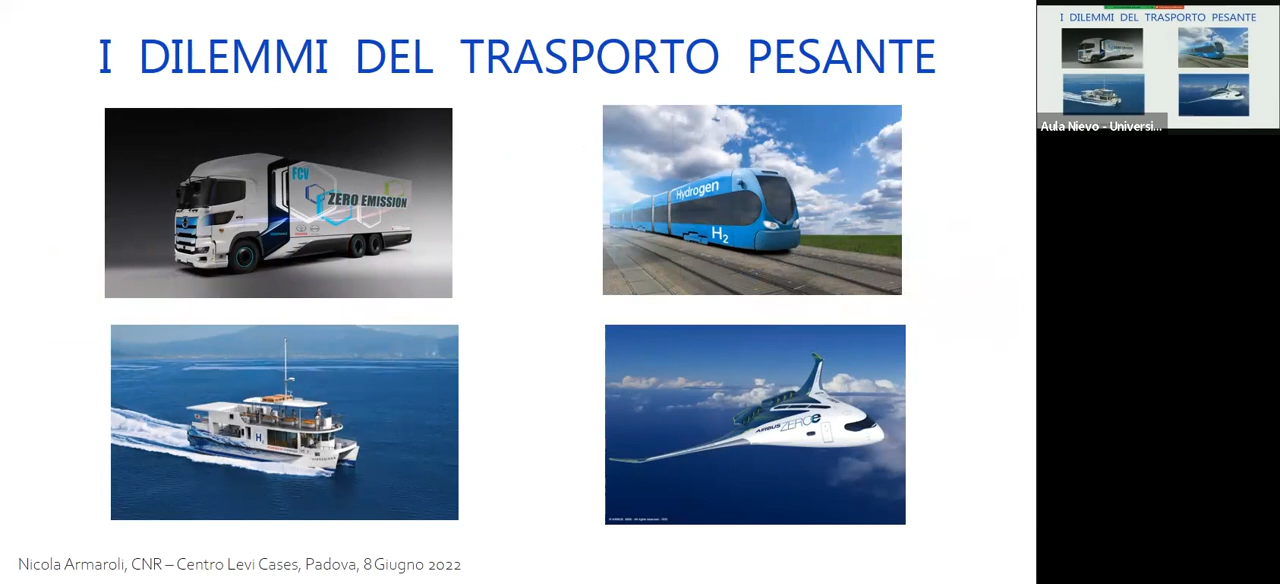 I DILEMMI DEL TRASPORTO PESANTE
FCV
ZERO EMISSION
Hydrogen
H2
H2
AIRBUS ZEROe
Nicola Armaroli, CNR – Centro Levi Cases, Padova, 8 Giugno 2022
I DILEMMI DEL TRASPORTO PESANTE
Aula Nievo - Universi...